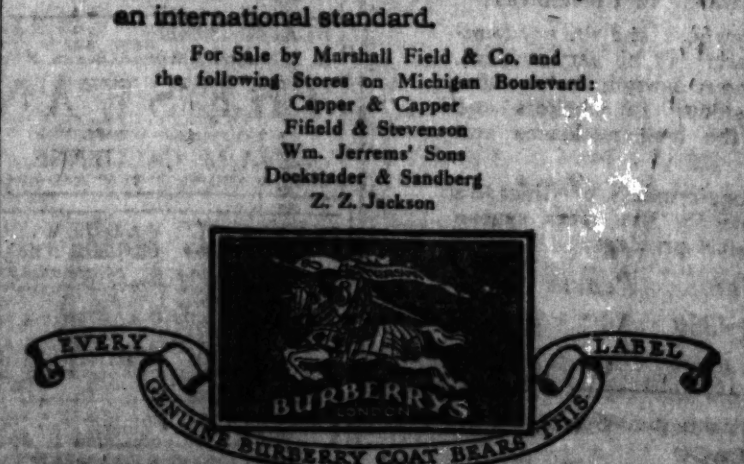 an international standard.
For Sale by Marshall Field & Co. and
the following Stores on Michigan Boulevard:
Capper & Capper
Fifield & Stevenson
Wm. Jerrems' Sons
Dockstader & Sandberg
Z. Z. Jackson
BURBERRYS
LONDON
EVERY
GENUINE BURBERRY COAT BEARS THIS
LABEL